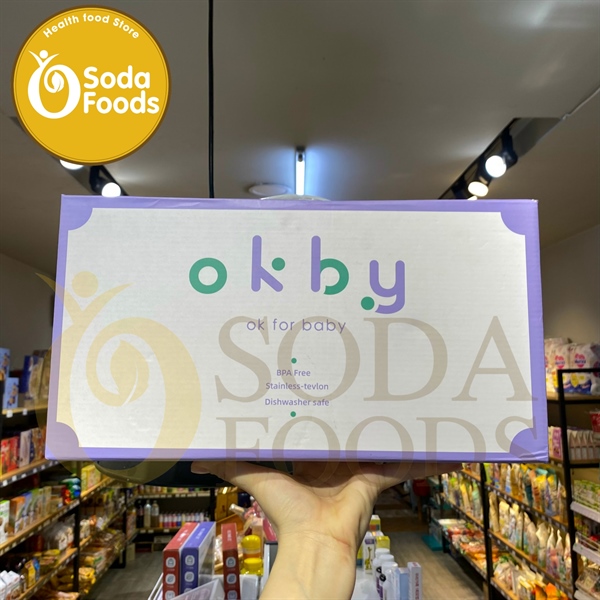 Health food Store
Soda
Foods
okby
ok for baby
BPA Free
Stainless-tevlon
Dishwasher safe
SODA
FOODS